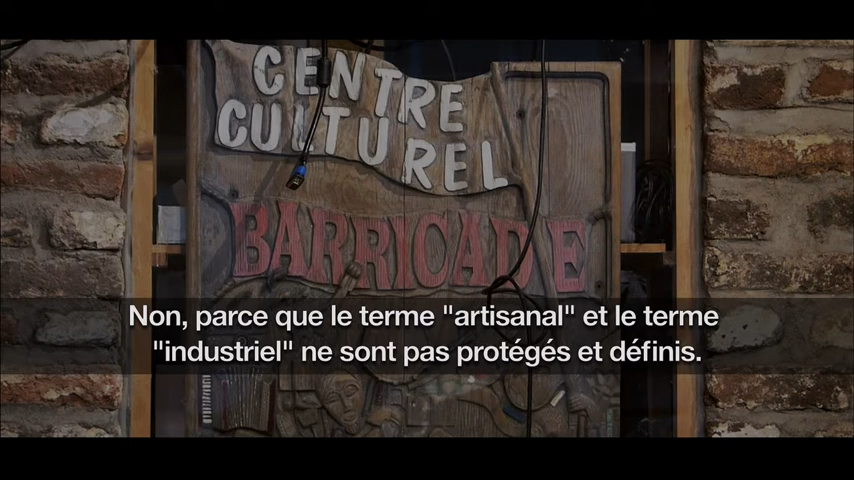 CENTRE
CULTUREL
BARRICADE
Non, parce que le terme "artisanal" et le terme
"industriel" ne sont pas protégés et définis.